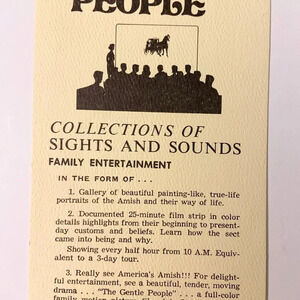 PEOPLE
COLLECTIONS OF
SIGHTS AND SOUNDS
FAMILY ENTERTAINMENT
IN THE FORM OF . . .
1. Gallery of beautiful painting-like, true-life
portraits of the Amish and their way of life.
2. Documented 25-minute film strip in color
details highlights from their beginning to present-
day customs and beliefs. Learn how the sect
came into being and why.
Showing every half hour from 10 A.M. Equiv-
alent to a 3-day tour.
3. Really see America's Amish!!! For delight-
ful entertainment, see a beautiful, tender, moving
drama . . . "The Gentle People" . . . a full-color
family motion picture